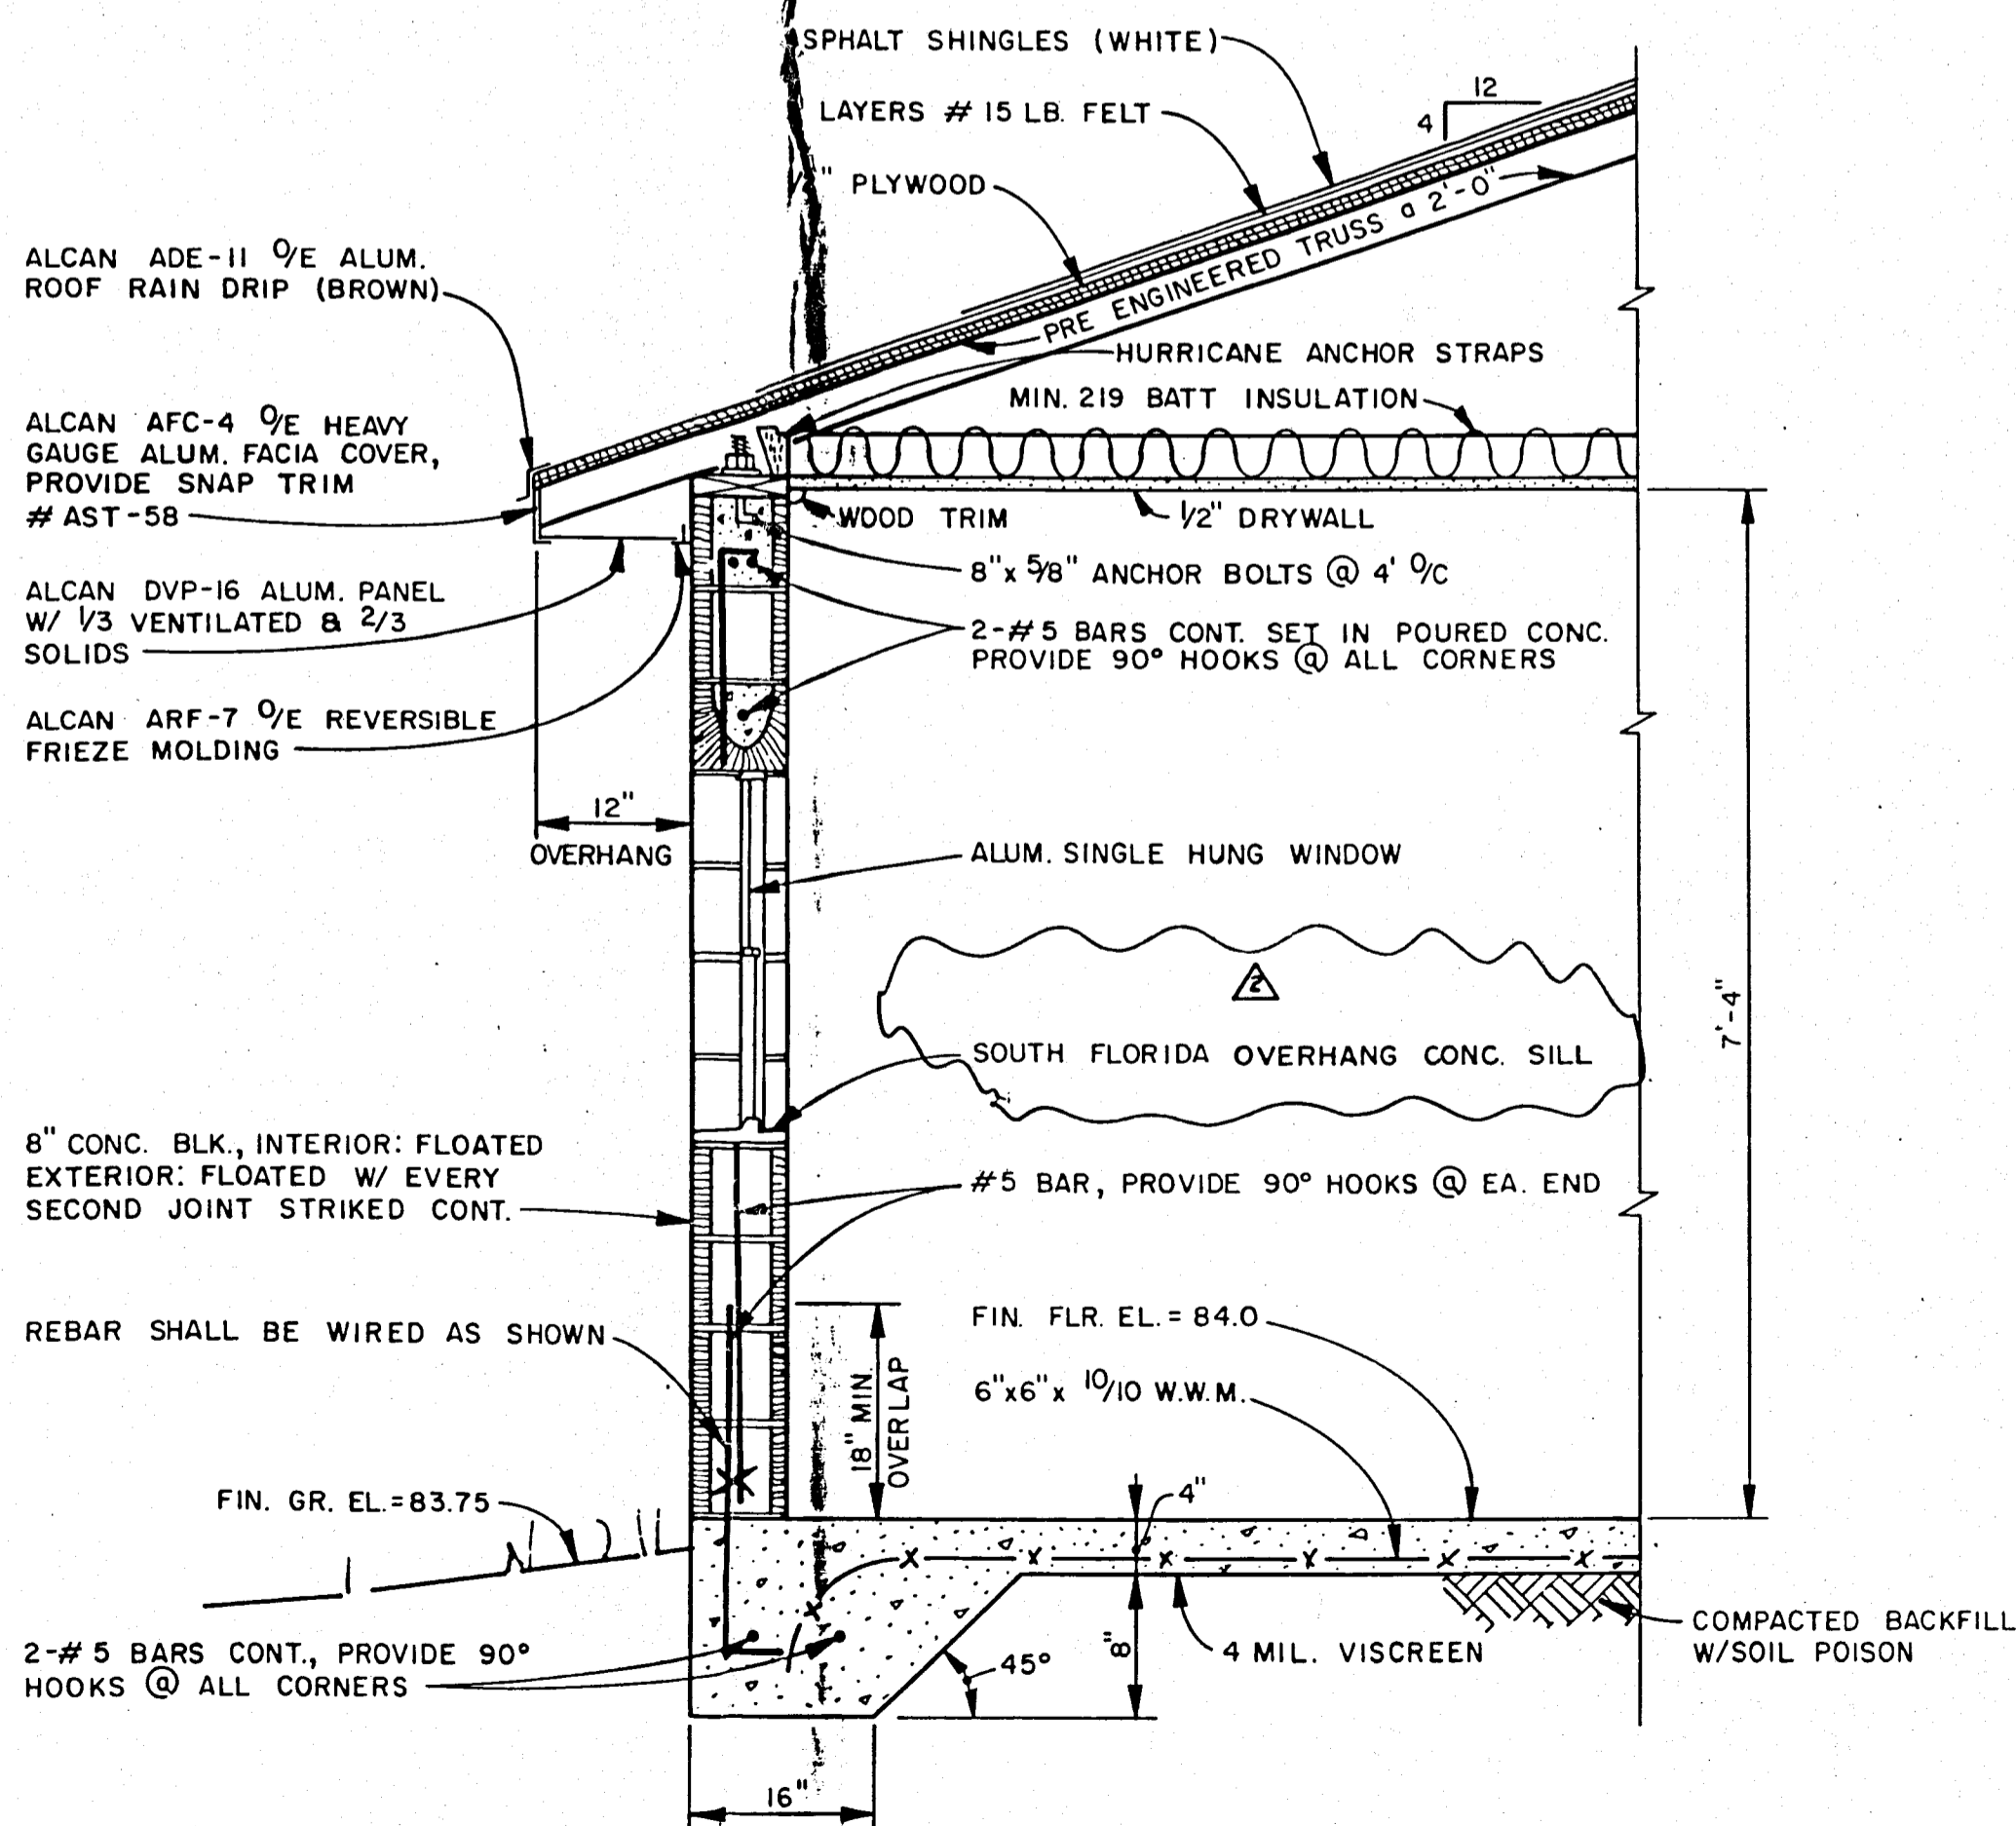 SPHALT SHINGLES (WHITE)
LAYERS # 15 LB. FELT
" PLYWOOD
12
4
PRE ENGINEERED TRUSS @ 2'-0"
HURRICANE ANCHOR STRAPS
MIN. 219 BATT INSULATION
ALCAN ADE-11 O/E ALUM.
ROOF RAIN DRIP (BROWN)
ALCAN AFC-4 O/E HEAVY
GAUGE ALUM. FACIA COVER,
PROVIDE SNAP TRIM
# AST-58
WOOD TRIM
1/2" DRYWALL
8"x 5/8" ANCHOR BOLTS @ 4' O/C
ALCAN DVP-16 ALUM. PANEL
W/ 1/3 VENTILATED & 2/3
SOLIDS
2-#5 BARS CONT. SET IN POURED CONC.
PROVIDE 90° HOOKS @ ALL CORNERS
ALCAN ARF-7 O/E REVERSIBLE
FRIEZE MOLDING
12"
OVERHANG
ALUM. SINGLE HUNG WINDOW
2
7'-4"
SOUTH FLORIDA OVERHANG CONC. SILL
8" CONC. BLK., INTERIOR: FLOATED
EXTERIOR: FLOATED W/ EVERY
SECOND JOINT STRIKED CONT.
#5 BAR, PROVIDE 90° HOOKS @ EA. END
REBAR SHALL BE WIRED AS SHOWN
18" MIN.
OVERLAP
FIN. FLR. EL. = 84.0
6"x6"x 10/10 W.W.M.
FIN. GR. EL.=83.75
4"
2-# 5 BARS CONT., PROVIDE 90°
HOOKS @ ALL CORNERS
45°
8"
4 MIL. VISCREEN
COMPACTED BACKFILL
W/SOIL POISON
16"